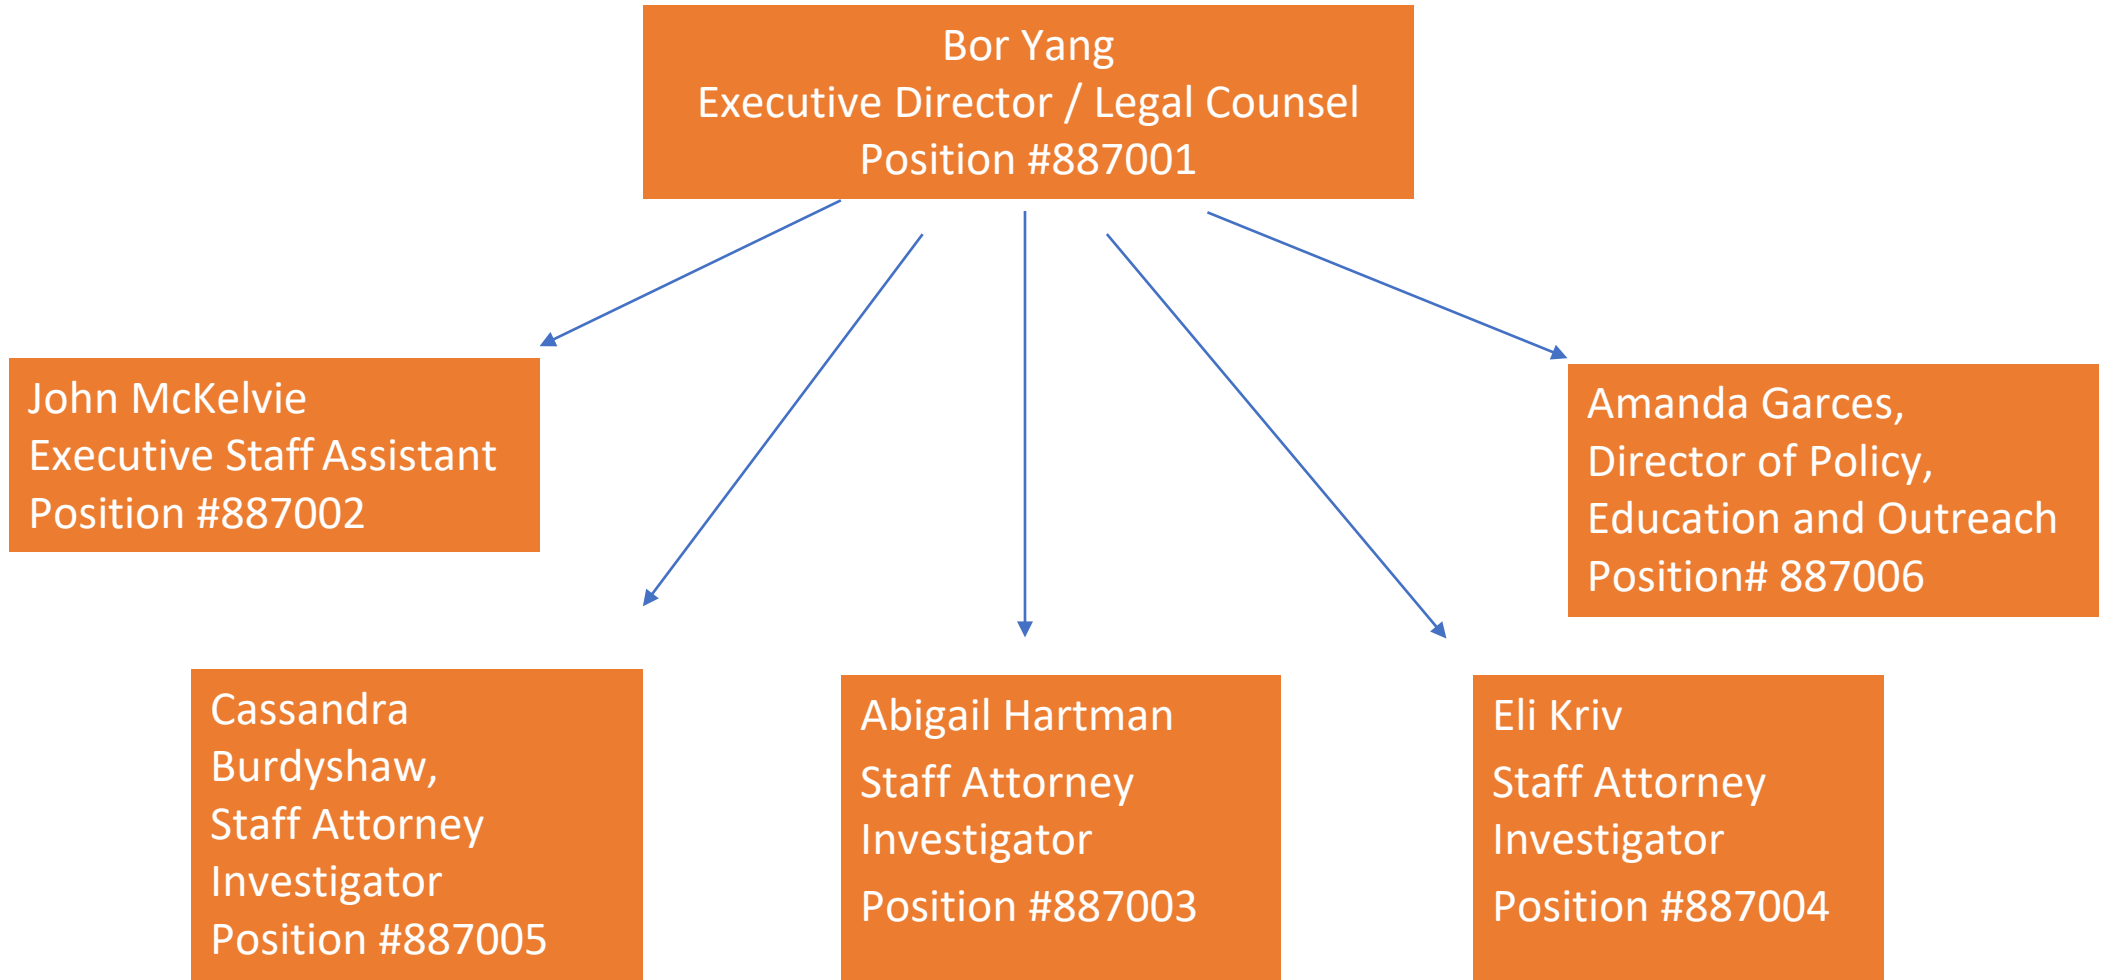 Bor Yang
Executive Director / Legal Counsel
Position #887001
John McKelvie
Executive Staff Assistant
Position #887002
Amanda Garces,
Director of Policy,
Education and Outreach
Position# 887006
Cassandra
Burdyshaw,
Staff Attorney
Investigator
Position #887005
Abigail Hartman
Staff Attorney
Investigator
Position #887003
Eli Kriv
Staff Attorney
Investigator
Position #887004